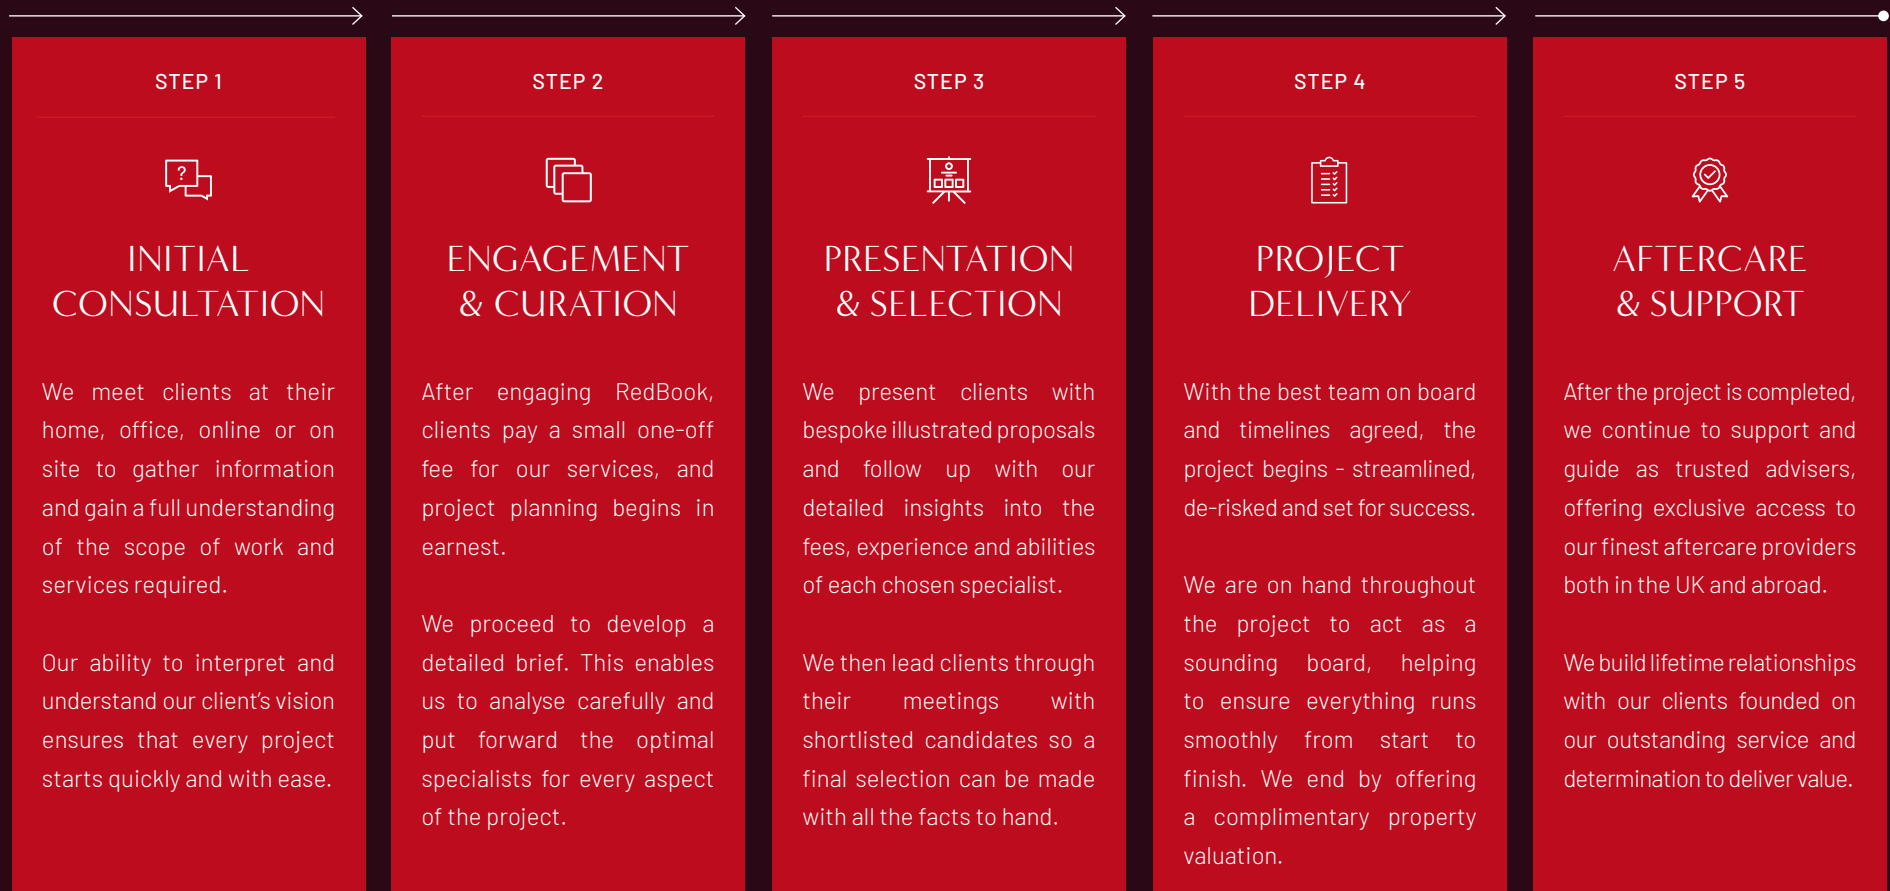 STEP 1
?
INITIAL
CONSULTATION
We meet clients at their
home, office, online or on
site to gather information
and gain a full understanding
of the scope of work and
services required.
Our ability to interpret and
understand our client’s vision
ensures that every project
starts quickly and with ease.
STEP 2
ENGAGEMENT
& CURATION
After engaging RedBook,
clients pay a small one-off
fee for our services, and
project planning begins in
earnest.
We proceed to develop a
detailed brief. This enables
us to analyse carefully and
put forward the optimal
specialists for every aspect
of the project.
STEP 3
PRESENTATION
& SELECTION
We present clients with
bespoke illustrated proposals
and follow up with our
detailed insights into the
fees, experience and abilities
of each chosen specialist.
We then lead clients through
their meetings with
shortlisted candidates so a
final selection can be made
with all the facts to hand.
STEP 4
PROJECT
DELIVERY
With the best team on board
and timelines agreed, the
project begins - streamlined,
de-risked and set for success.
We are on hand throughout
the project to act as a
sounding board, helping
to ensure everything runs
smoothly from start to
finish. We end by offering
a complimentary property
valuation.
STEP 5
AFTERCARE
& SUPPORT
After the project is completed,
we continue to support and
guide as trusted advisers,
offering exclusive access to
our finest aftercare providers
both in the UK and abroad.
We build lifetime relationships
with our clients founded on
our outstanding service and
determination to deliver value.